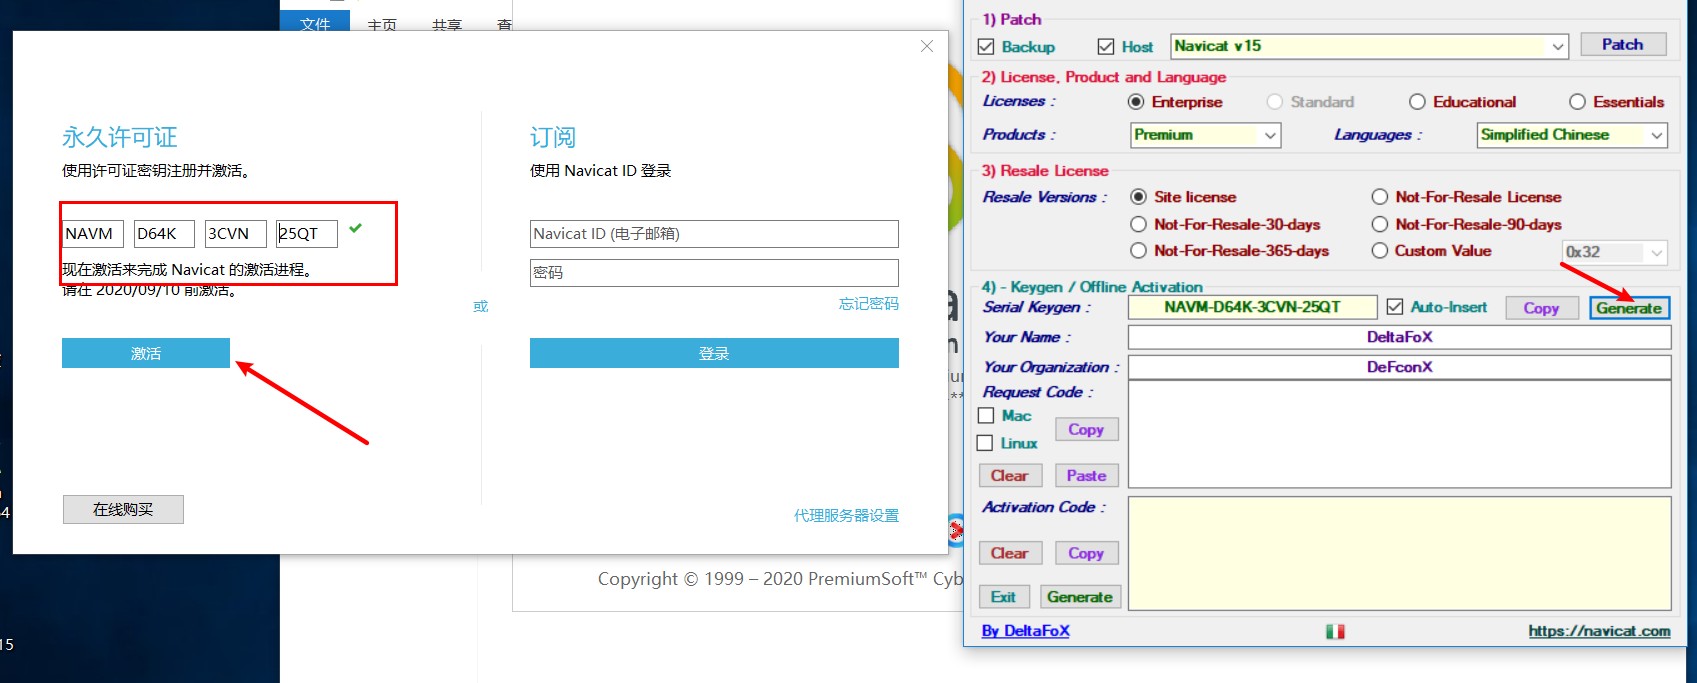 文件 主页 共享 查
永久许可证
使用许可证密钥注册并激活。
NAVM D64K 3CVN 25QT
现在激活来完成 Navicat 的激活进程。
请在 2020/09/10 前激活。
激活
在线购买
或
订阅
使用 Navicat ID 登录
Navicat ID (电子邮箱)
密码
忘记密码
登录
代理服务器设置
Copyright © 1999 – 2020 PremiumSoft™ Cyb
15
1) Patch
Backup Host Navicat v15 Patch
2) License, Product and Language
Licenses : Enterprise Standard Educational Essentials
Products : Premium Languages : Simplified Chinese
3) Resale License
Resale Versions : Site license Not-For-Resale License
Not-For-Resale-30-days Not-For-Resale-90-days
Not-For-Resale-365-days Custom Value 0x32
4) - Keygen / Offline Activation
Serial Keygen : NAVM-D64K-3CVN-25QT Auto-Insert Copy Generate
Your Name : DeltaFoX
Your Organization : DeFconX
Request Code :
Mac
Linux
Copy
Clear Paste
Activation Code :
Clear Copy
Exit Generate
By DeltaFoX https://navicat.com